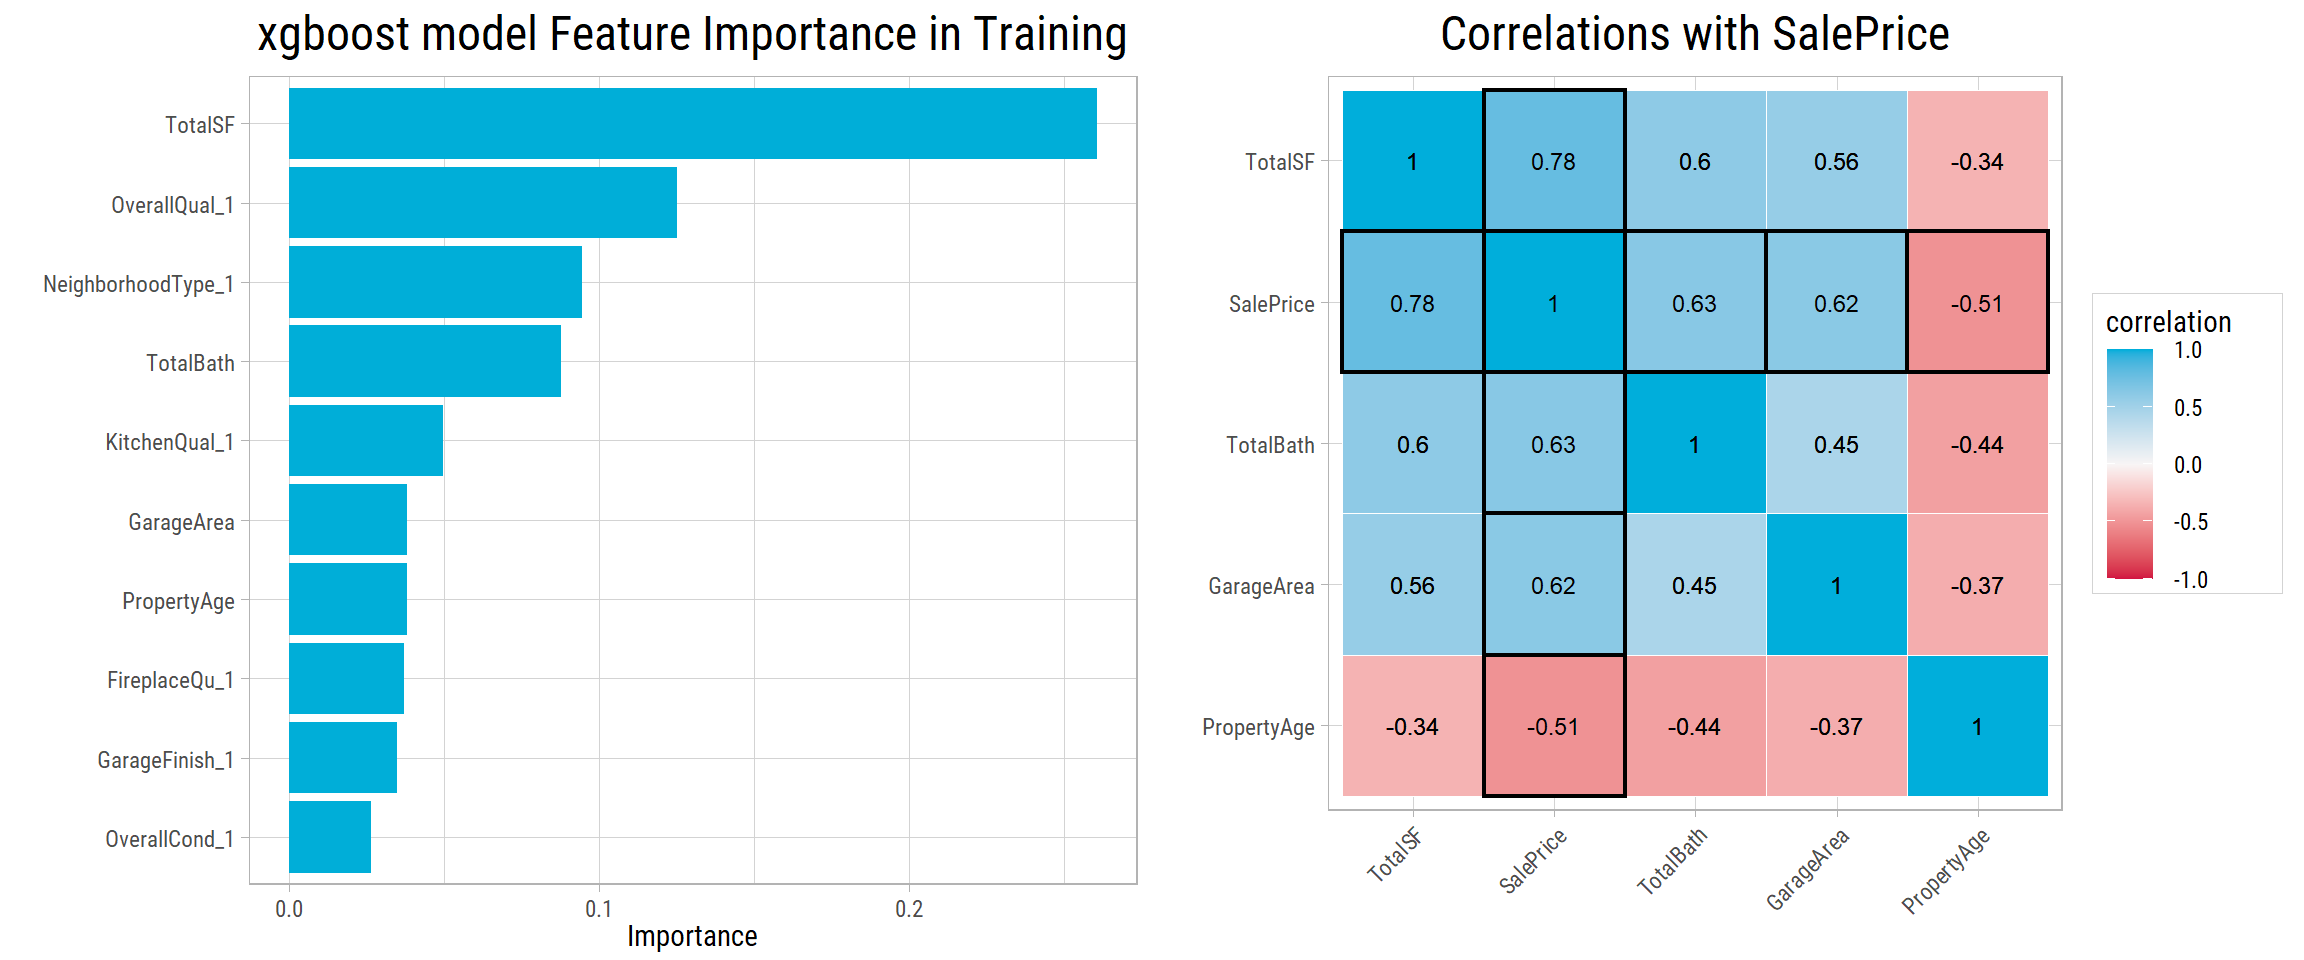 xgboost model Feature Importance in Training
TotalSF
OverallQual_1
NeighborhoodType_1
TotalBath
KitchenQual_1
GarageArea
PropertyAge
FireplaceQu_1
GarageFinish_1
OverallCond_1
0.0 0.1 0.2
Importance
Correlations with SalePrice
TotalSF 1 0.78 0.6 0.56 -0.34
SalePrice 0.78 1 0.63 0.62 -0.51
TotalBath 0.6 0.63 1 0.45 -0.44
GarageArea 0.56 0.62 0.45 1 -0.37
PropertyAge -0.34 -0.51 -0.44 -0.37 1
TotalSF SalePrice TotalBath GarageArea PropertyAge
correlation
1.0
0.5
0.0
-0.5
-1.0